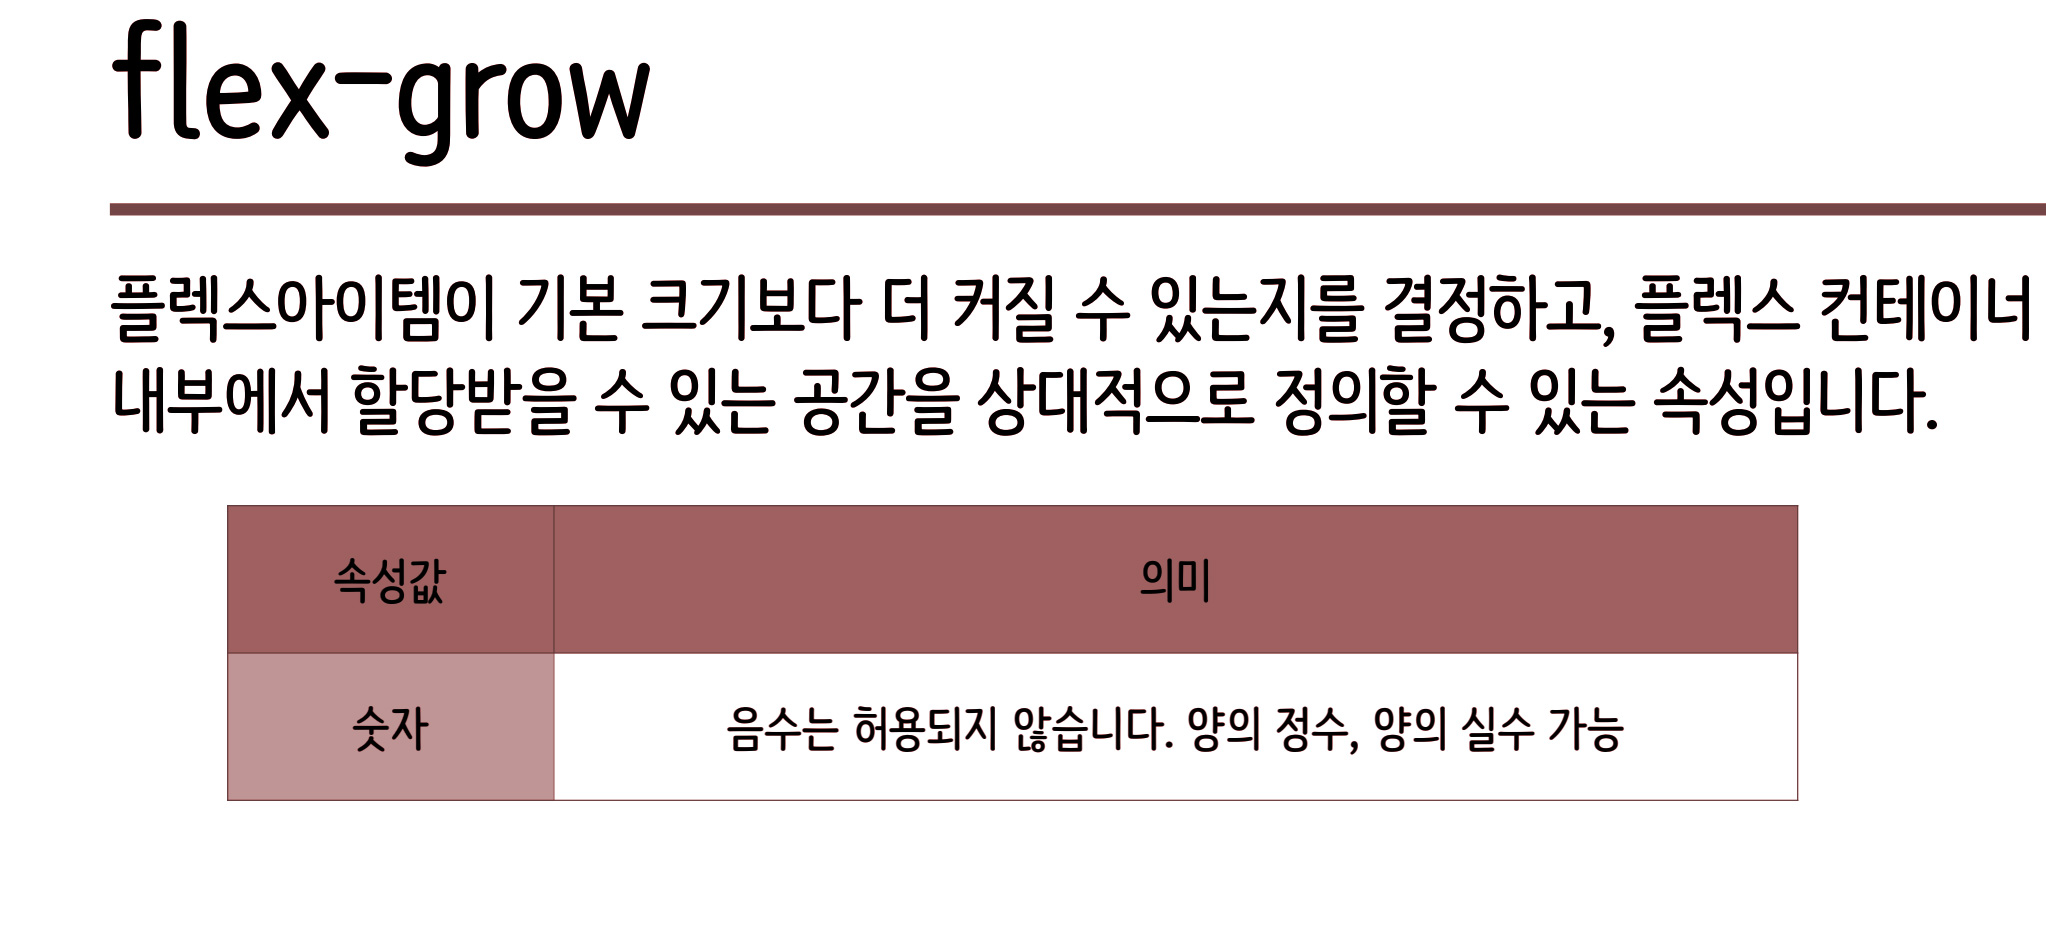 flex-grow
플렉스아이템이 기본 크기보다 더 커질 수 있는지를 결정하고, 플렉스 컨테이너
내부에서 할당받을 수 있는 공간을 상대적으로 정의할 수 있는 속성입니다.
속성값 의미
숫자 음수는 허용되지 않습니다. 양의 정수, 양의 실수 가능